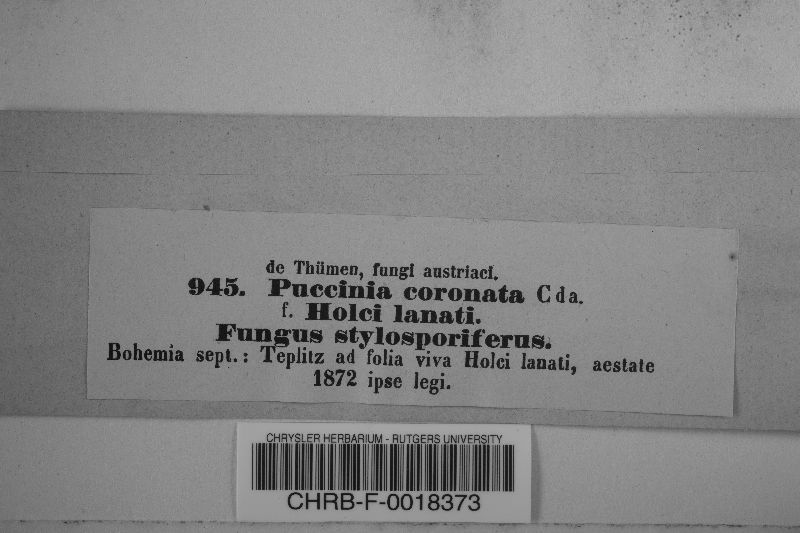 de Thümen, fungi austriaci.
945. Puccinia coronata Cda.
f. Holci lanati.
Fungus stylosporiferus.
Bohemia sept.: Teplitz ad folia viva Holci lanati, aestate
1872 ipse legi.
CHRYSLER HERBARIUM - RUTGERS UNIVERSITY
CHRB-F-0018373